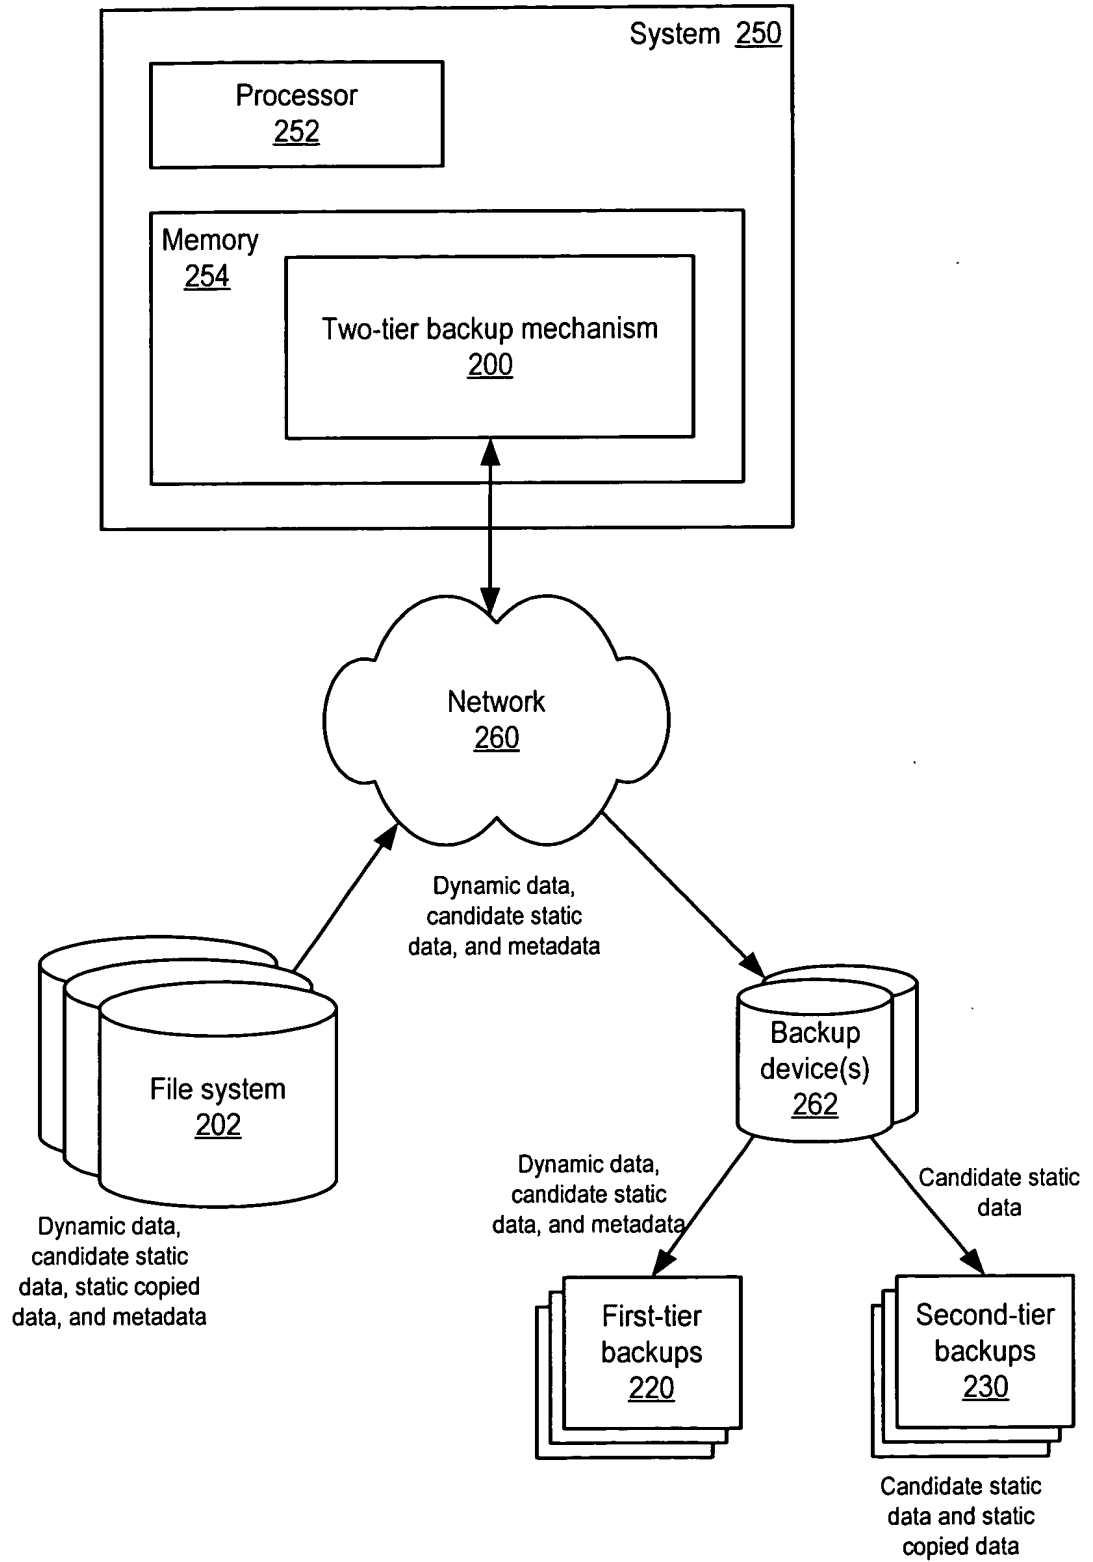 System 250
Processor
252
Memory
254
Two-tier backup mechanism
200
Network
260
Dynamic data,
candidate static
data, and metadata
File system
202
Dynamic data,
candidate static
data, static copied
data, and metadata
Backup
device(s)
262
Dynamic data,
candidate static
data, and metadata
Candidate static
data
First-tier
backups
220
Second-tier
backups
230
Candidate static
data and static
copied data